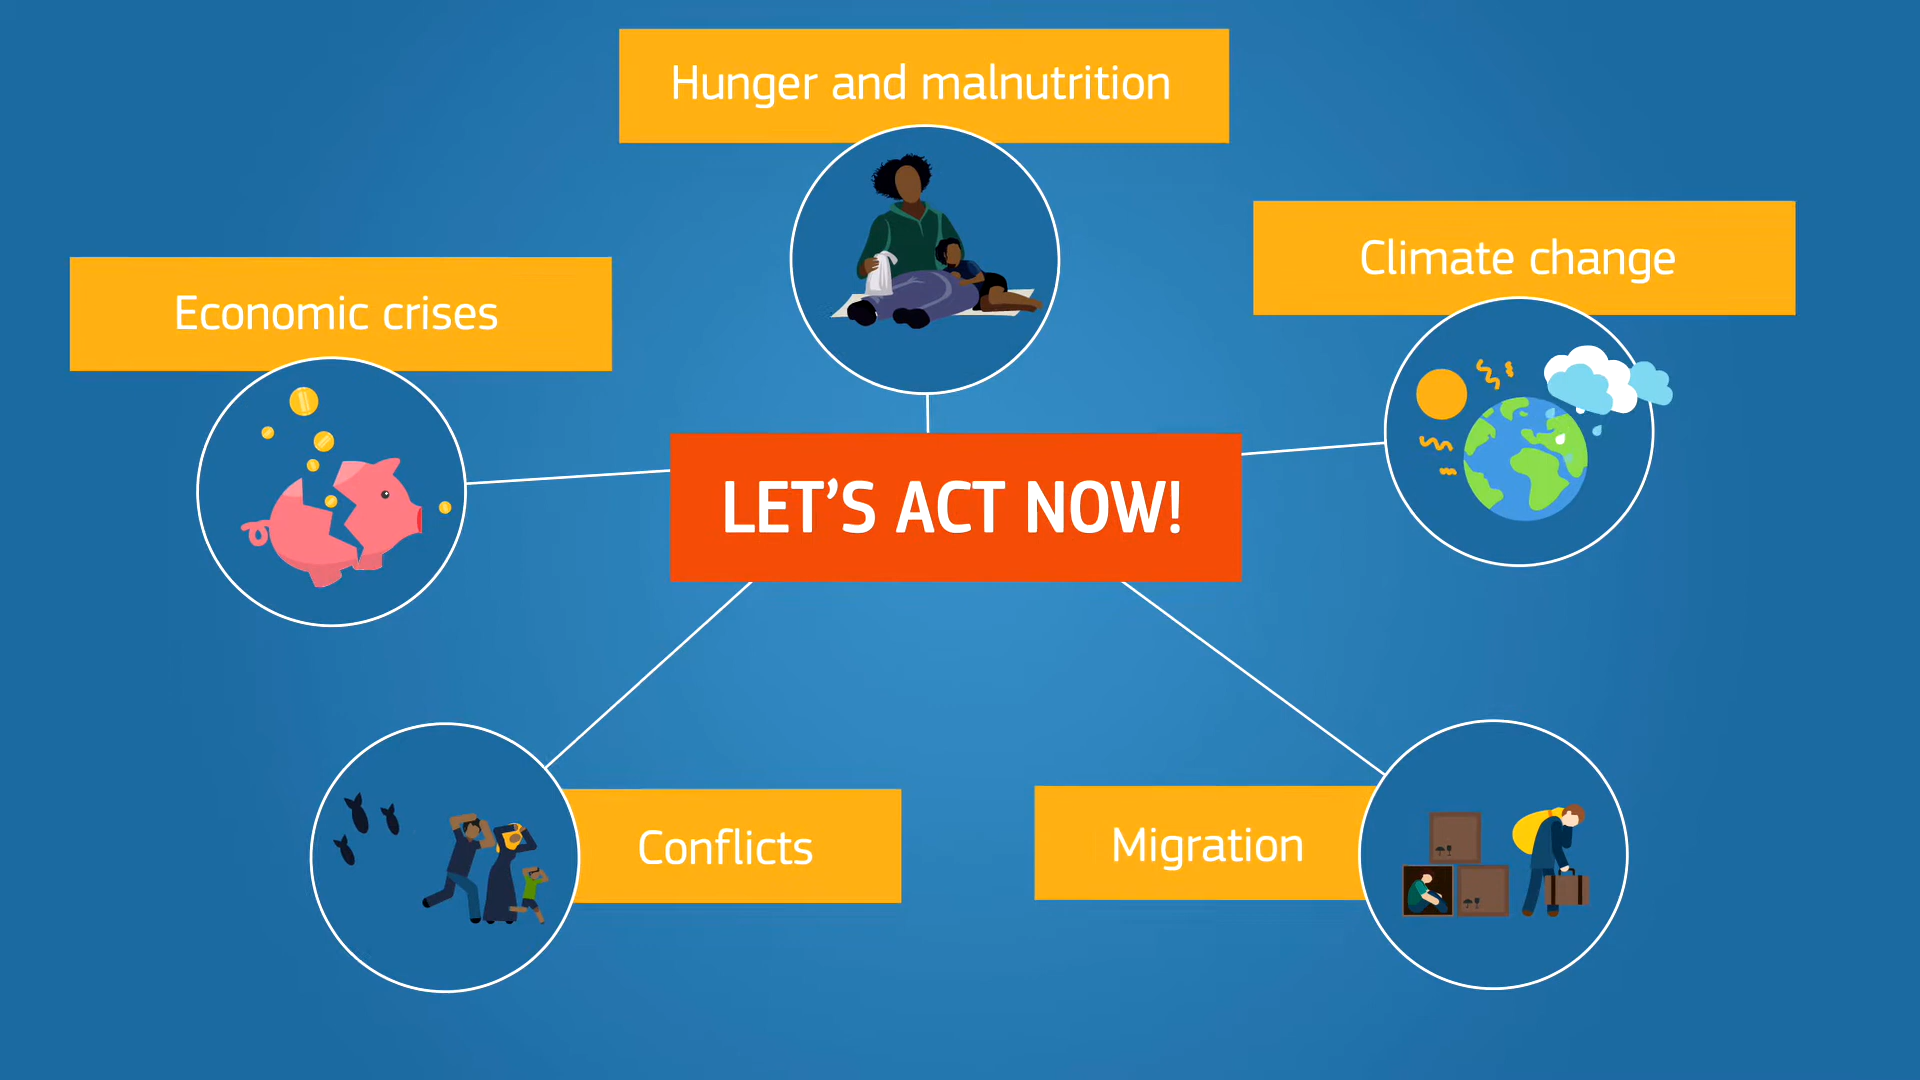 Hunger and malnutrition
Climate change
Economic crises
LET’S ACT NOW!
Conflicts
Migration